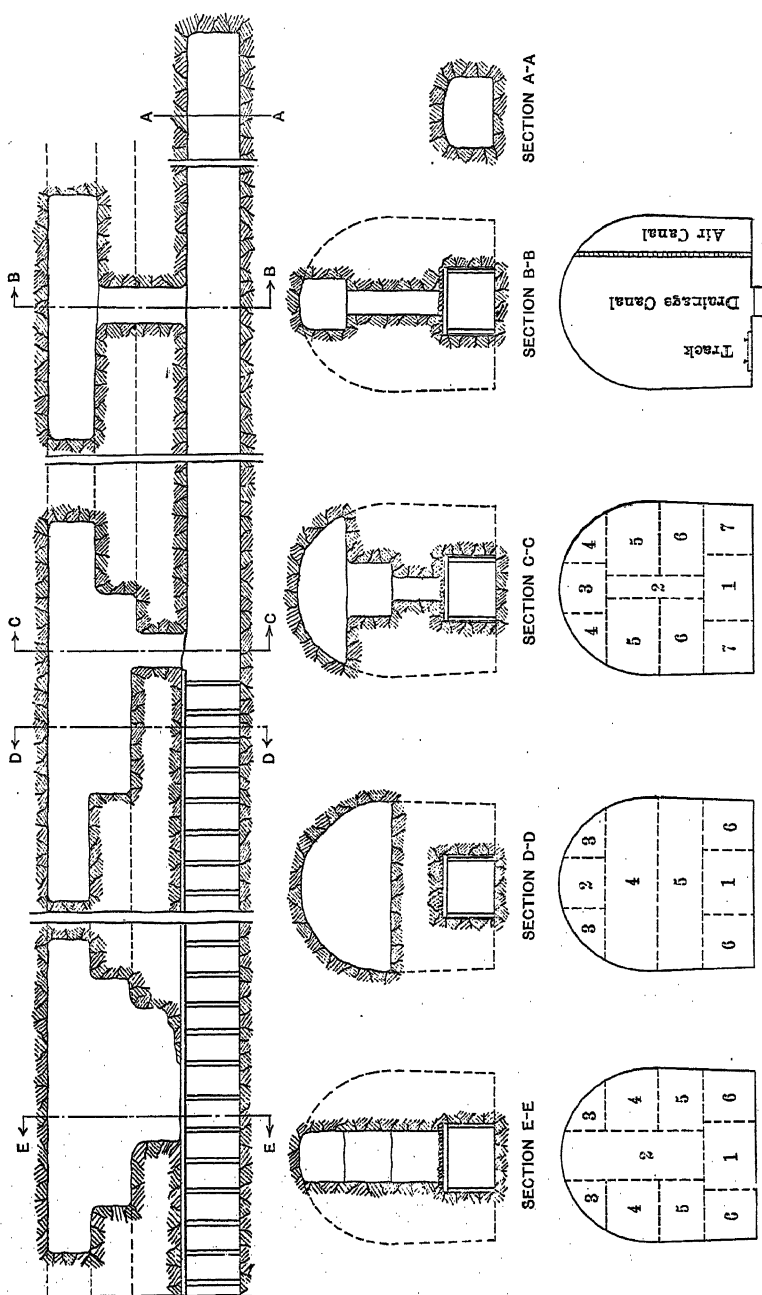 E D C B A
E D C B A
SECTION E-E
SECTION D-D
SECTION C-C
SECTION B-B
SECTION A-A
3 3
4 2 4
5 5
6 1 6
3 2 3
4
5
6 1 6
4 3 4
5 5
2
6 6
7 1 7
Track
Drainage Canal
Air Canal